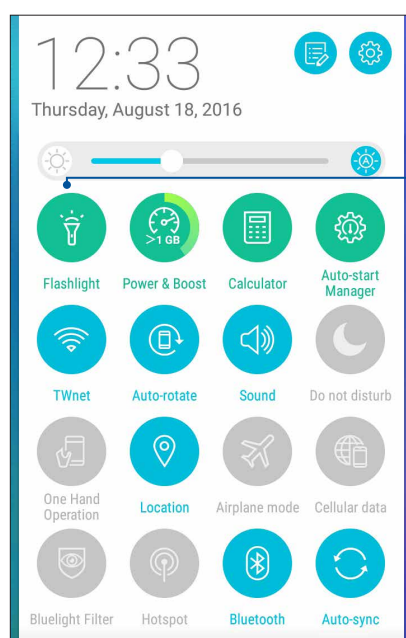 12:33
Thursday, August 18, 2016
A
>1 GB
Flashlight Power & Boost Calculator Auto-start Manager
TWnet Auto-rotate Sound Do not disturb
One Hand Operation Location Airplane mode Cellular data
Bluelight Filter Hotspot Bluetooth Auto-sync